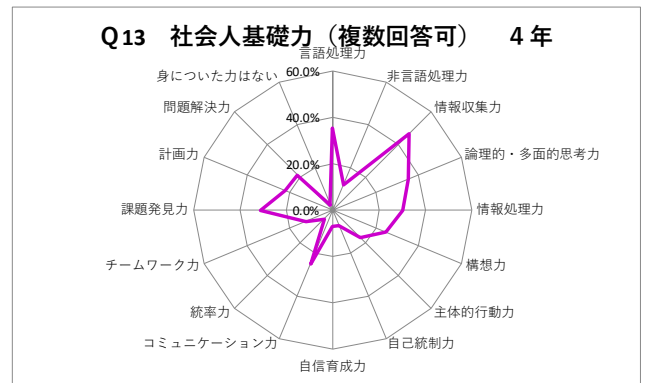 Q13　社会人基礎力（複数回答可）　４年
言語処理力
非言語処理力
情報収集力
論理的・多面的思考力
情報処理力
構想力
主体的行動力
自己統制力
自信育成力
コミュニケーション力
統率力
チームワーク力
課題発見力
計画力
問題解決力
身についた力はない
60.0%
40.0%
20.0%
0.0%